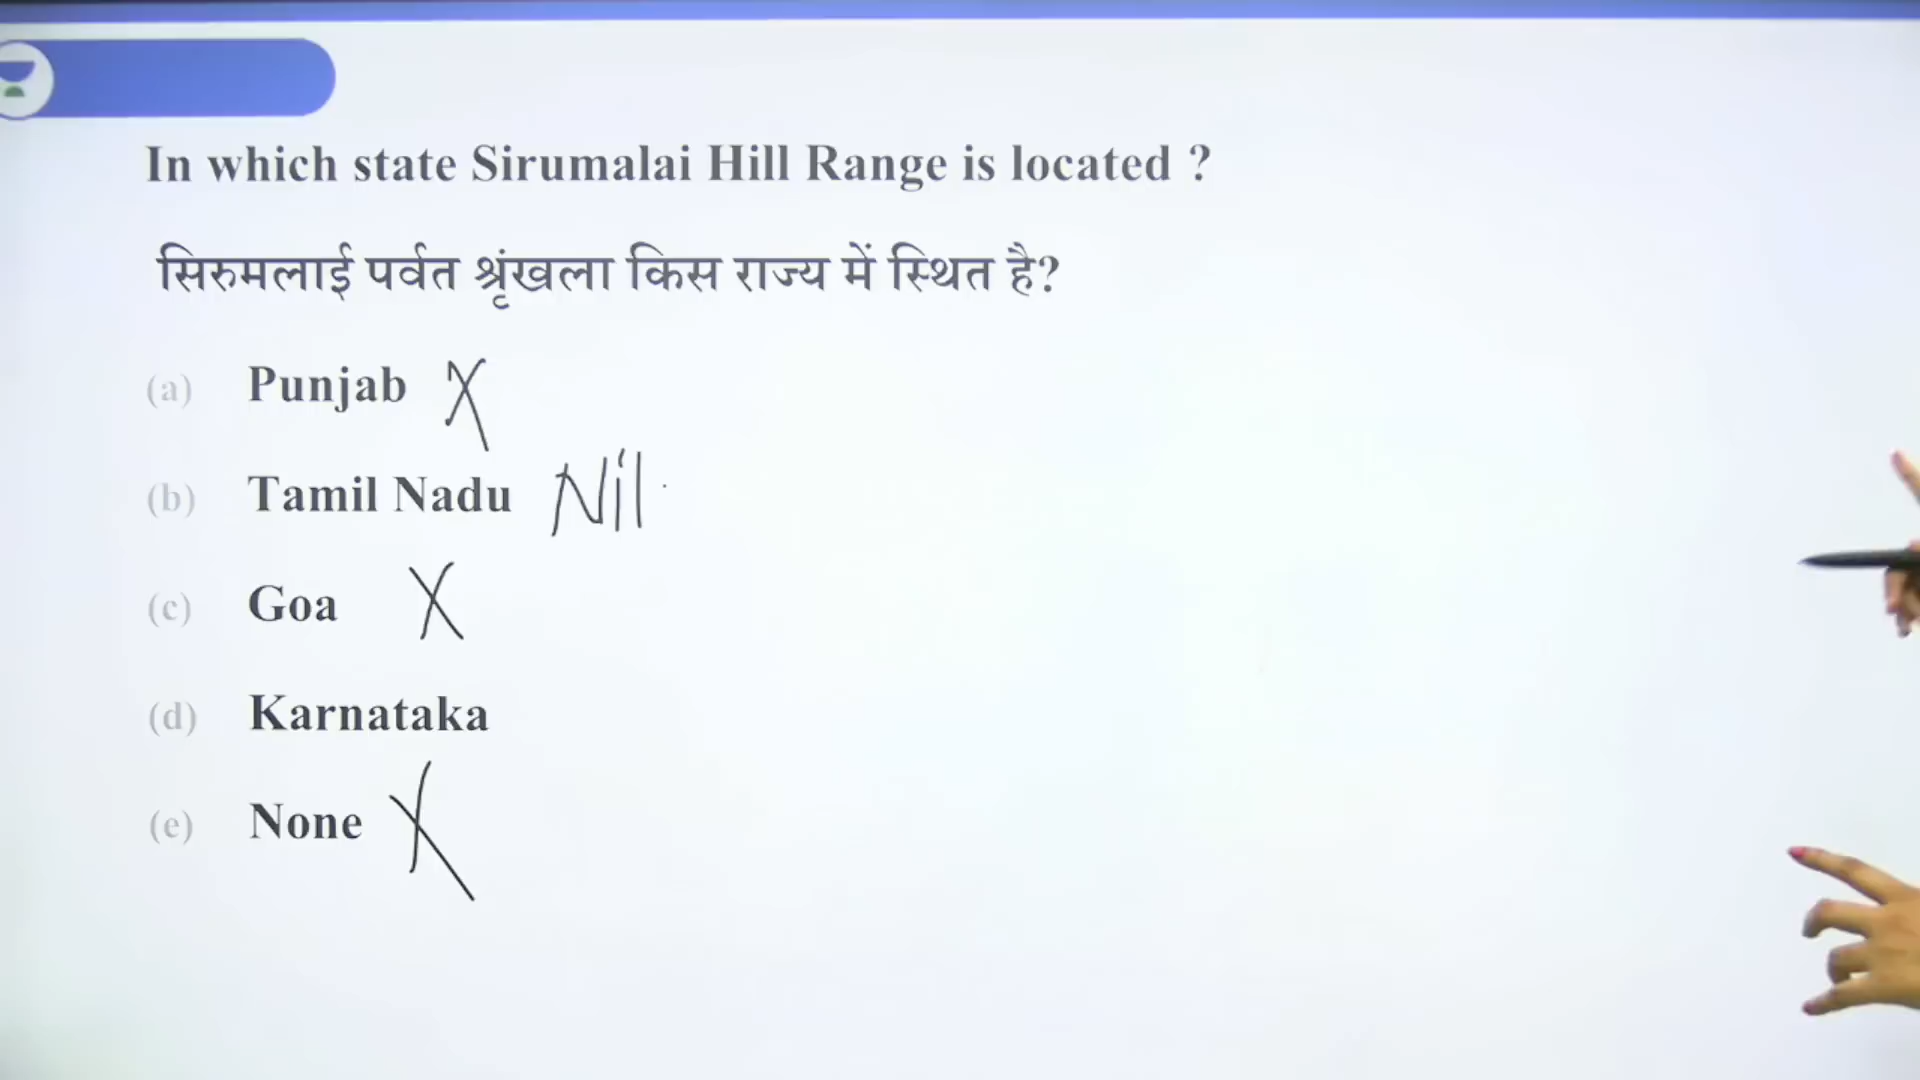 In which state Sirumalai Hill Range is located ?
सिरुमलाई पर्वत श्रृंखला किस राज्य में स्थित है?
(a) Punjab X
(b) Tamil Nadu Nil
(c) Goa X
(d) Karnataka
(e) None X